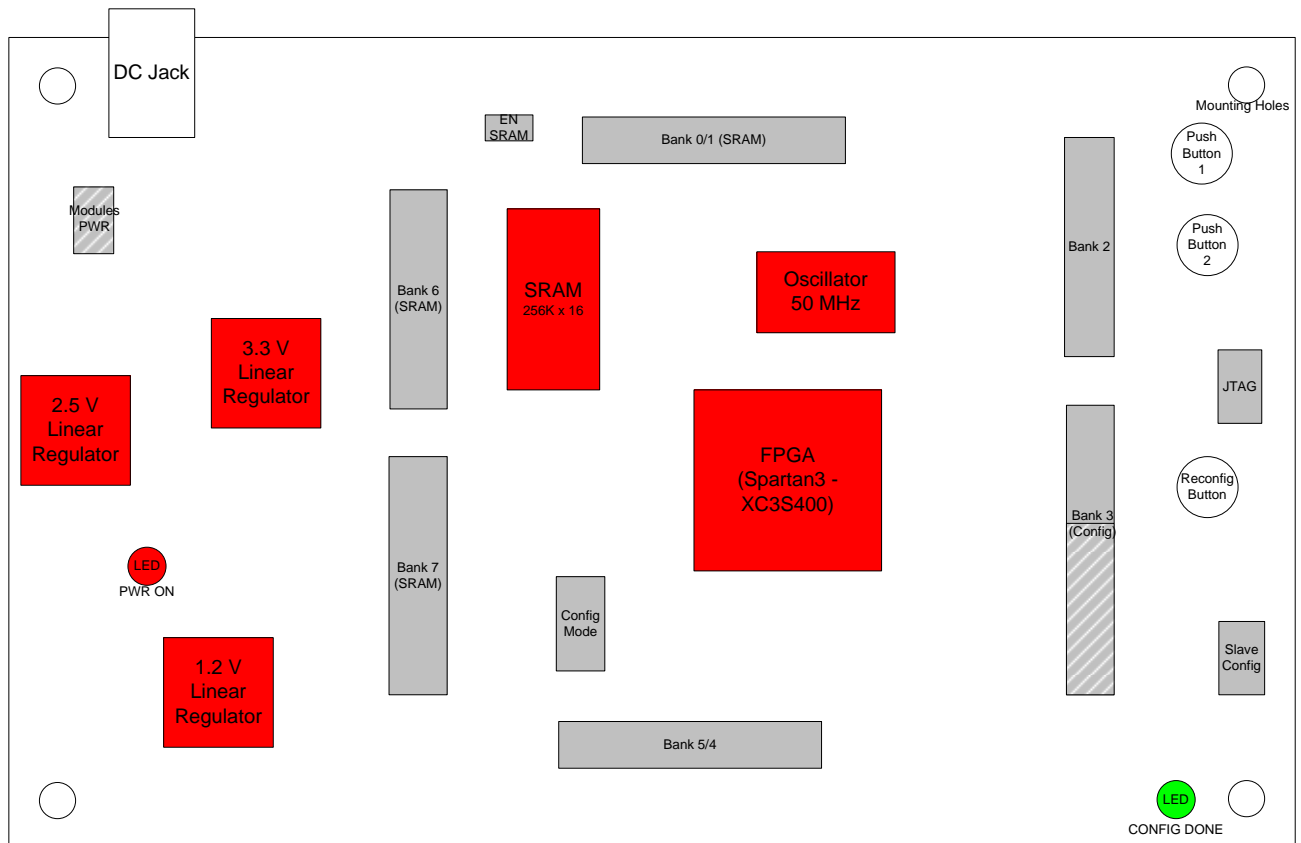 DC Jack
Mounting Holes
EN
SRAM
Bank 0/1 (SRAM)
Push
Button
1
Modules
PWR
Push
Button
2
Bank 2
Bank 6
(SRAM)
SRAM
256K x 16
Oscillator
50 MHz
3.3 V
Linear
Regulator
JTAG
2.5 V
Linear
Regulator
FPGA
(Spartan3 -
XC3S400)
Reconfig
Button
Bank 3
(Config)
LED
PWR ON
Bank 7
(SRAM)
Config
Mode
Slave
Config
1.2 V
Linear
Regulator
Bank 5/4
LED
CONFIG DONE